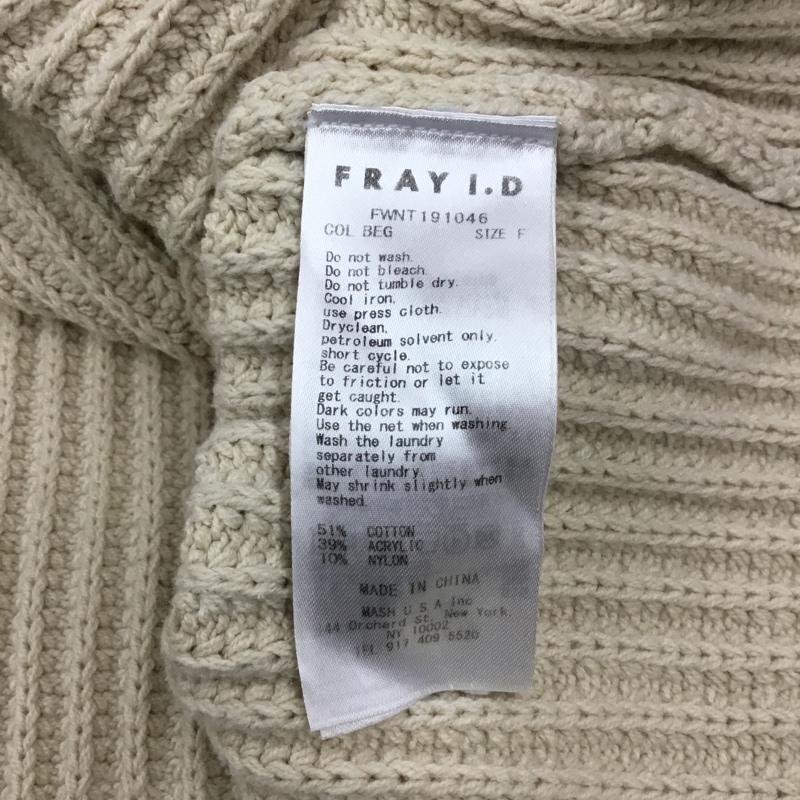 FRAY I.D
FWNT191046
COL BEG SIZE F
Do not wash.
Do not bleach.
Do not tumble dry.
Cool iron.
use press cloth.
Dryclean.
petroleum solvent only.
short cycle.
Be careful not to expose
to friction or let it
get caught.
Dark colors may run.
Use the net when washing.
Wash the laundry
separately from
other laundry.
May shrink slightly when
washed.
51% COTTON
39% ACRYLIC
10% NYLON
MADE IN CHINA
MASH U S A Inc
44 Orchard St. New York.
NY 10002
TEL 917 409 5520